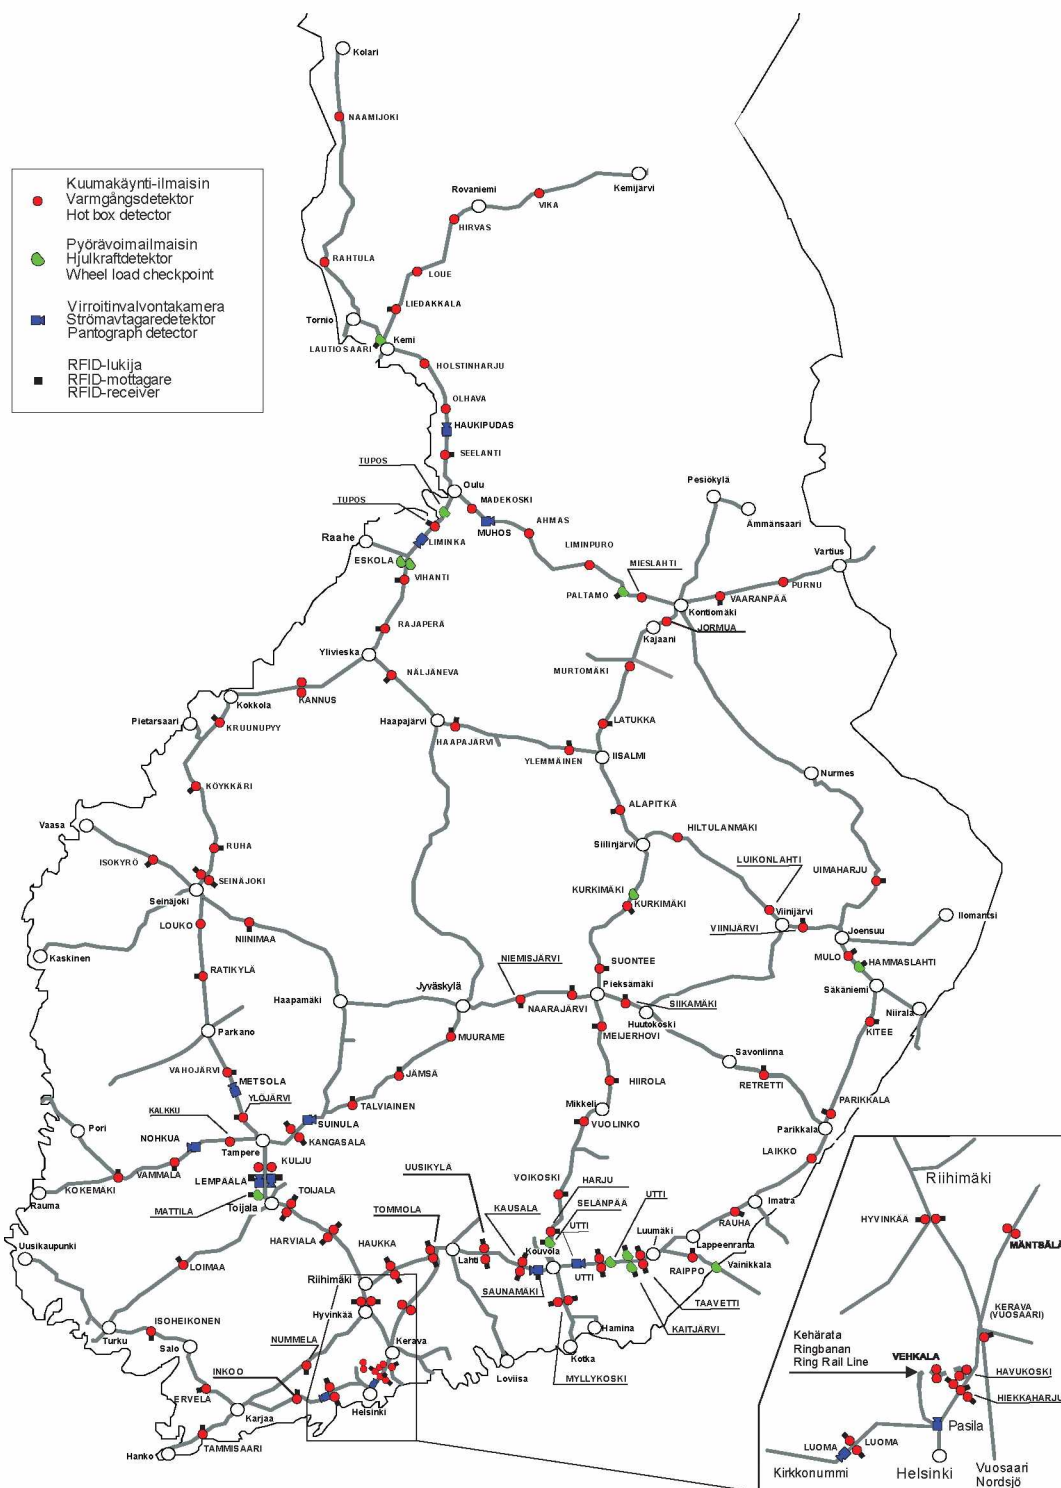 Kolari
NAAMIJOKI
Kuumakäynti-ilmaisin
Varmgångsdetektor
Hot box detector
Pyörävoimailmaisin
Hjulkraftdetektor
Wheel load checkpoint
Virroitinvalvontakamera
Strömavtagaredetektor
Pantograph detector
RFID-lukija
RFID-mottagare
RFID-receiver
Rovaniemi
Kemijärvi
VIKA
HIRVAS
RAHTULA
LOUE
LIEDAKKALA
Tornio
Kemi
LAUTIOSAARI
HOLSTINHARJU
OLHAVA
HAUKIPUDAS
SEELANTI
TUPOS
Oulu
Pesiökylä
TUPOS
MADEKOSKI
Ämmänsaari
MUHOS
AHMAS
Raahe
LIMINKA
LIMINPURO
Vartius
ESKOLA
MIESLAHTI
VIHANTI
PURNU
PALTAMO
VAARANPÄÄ
Kontiomäki
RAJAPERÄ
JORMUA
Kajaani
Ylivieska
NÄLJÄNEVA
MURTOMÄKI
KANNUS
Kokkola
Pietarsaari
KRUUNUPYY
Haapajärvi
LATUKKA
HAAPAJÄRVI
YLEMMÄINEN
IISALMI
Nurmes
KÖYKKÄRI
ALAPITKÄ
Vaasa
HILTULANMÄKI
Siilinjärvi
RUHA
ISOKYRÖ
LUIKONLAHTI
UIMAHARJU
SEINÄJOKI
Seinäjoki
KURKIMÄKI
KURKIMÄKI
Viinijärvi
Ilomantsi
LOUKO
NIINIMAA
VIINIJÄRVI
Joensuu
Kaskinen
MULO
HAMMASLAHTI
NIEMISJÄRVI
SUONTEE
RATIKYLÄ
Jyväskylä
Pieksämäki
Säkäniemi
Haapamäki
NAARAJÄRVI
SIIKAMÄKI
Niirala
Huutokoski
Parkano
MUURAME
MEIJERHOVI
KITEE
Savonlinna
VAHOJÄRVI
JÄMSÄ
METSOLA
HIIROLA
RETRETTI
YLÖJÄRVI
TALVIAINEN
Mikkeli
PARIKKALA
KALKKU
SUINULA
VUOLINKO
Pori
NOHKUA
Parikkala
Tampere
KANGASALA
KULJU
LAIKKO
Riihimäki
VAMMALA
KOKEMÄKI
LEMPÄÄLÄ
UUSIKYLÄ
VOIKOSKI
HARJU
Rauma
TOIJALA
SELÄNPÄÄ
MATTILA
KAUSALA
UTTI
Imatra
Toijala
TOMMOLA
HYVINKÄÄ
RAUHA
UTTI
Luumäki
HARVIALA
HAUKKA
Lappeenranta
MÄNTSÄLÄ
Uusikaupunki
Kouvola
Lahti
Vainikkala
LOIMAA
UTTI
RAIPPO
Riihimäki
SAUNAMÄKI
TAAVETTI
KERAVA
(VUOSAARI)
Hyvinkää
Hamina
KAITJÄRVI
ISOHEIKONEN
Turku
Kehärata
Ringbanan
Ring Rail Line
NUMMELA
Salo
Kerava
Kotka
VEHKALA
HAVUKOSKI
Loviisa
INKOO
MYLLYKOSKI
ERVELA
HIEKKAHARJU
Helsinki
Karjaa
Pasila
LUOMA
LUOMA
TAMMISAARI
Hanko
Kirkkonummi
Helsinki
Vuosaari
Nordsjö